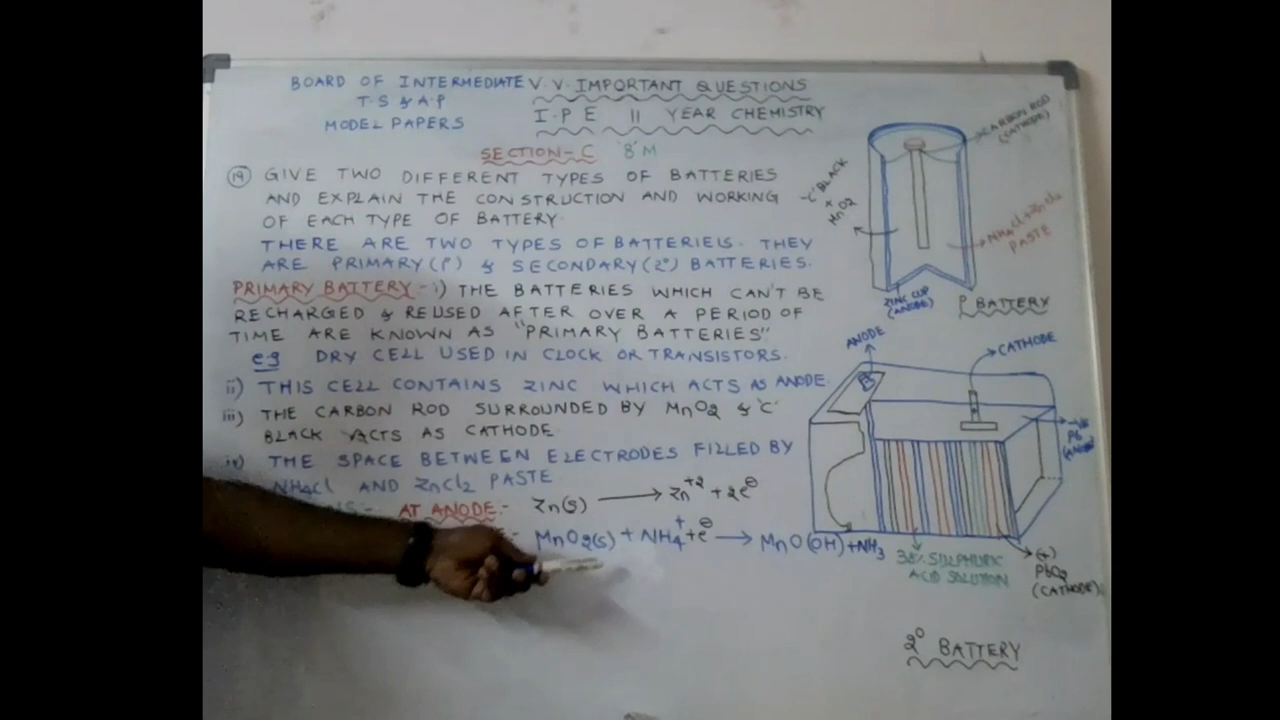 BOARD OF INTERMEDIATE
T.S & A.P
MODEL PAPERS
V.V. IMPORTANT QUESTIONS
I.P.E II YEAR CHEMISTRY
SECTION-C '8'M
19 GIVE TWO DIFFERENT TYPES OF BATTERIES
AND EXPLAIN THE CONSTRUCTION AND WORKING
OF EACH TYPE OF BATTERY.
THERE ARE TWO TYPES OF BATTERIES. THEY
ARE PRIMARY(P) & SECONDARY(2°) BATTERIES.
PRIMARY BATTERY - i) THE BATTERIES WHICH CAN'T BE
RECHARGED & REUSED AFTER OVER A PERIOD OF
TIME ARE KNOWN AS "PRIMARY BATTERIES"
e.g DRY CELL USED IN CLOCK OR TRANSISTORS.
ii) THIS CELL CONTAINS ZINC WHICH ACTS AS ANODE.
iii) THE CARBON ROD SURROUNDED BY MnO2 & 'C'
BLACK ACTS AS CATHODE
iv) THE SPACE BETWEEN ELECTRODES FILLED BY
NH4Cl AND ZnCl2 PASTE
AT ANODE:- Zn(s) → Zn+2 + 2e⊖
MnO2(s) + NH4+ + e⊖ → MnO(OH) + NH3
CARBON ROD
(CATHODE)
'C' BLACK
MnO2
NH4Cl+ZnCl2
PASTE
ZINC CUP
(ANODE)
P BATTERY
ANODE
CATHODE
-ve
Pb
(ANODE)
38% SULPHURIC
ACID SOLUTION
(+)
PbO2
(CATHODE)
2° BATTERY